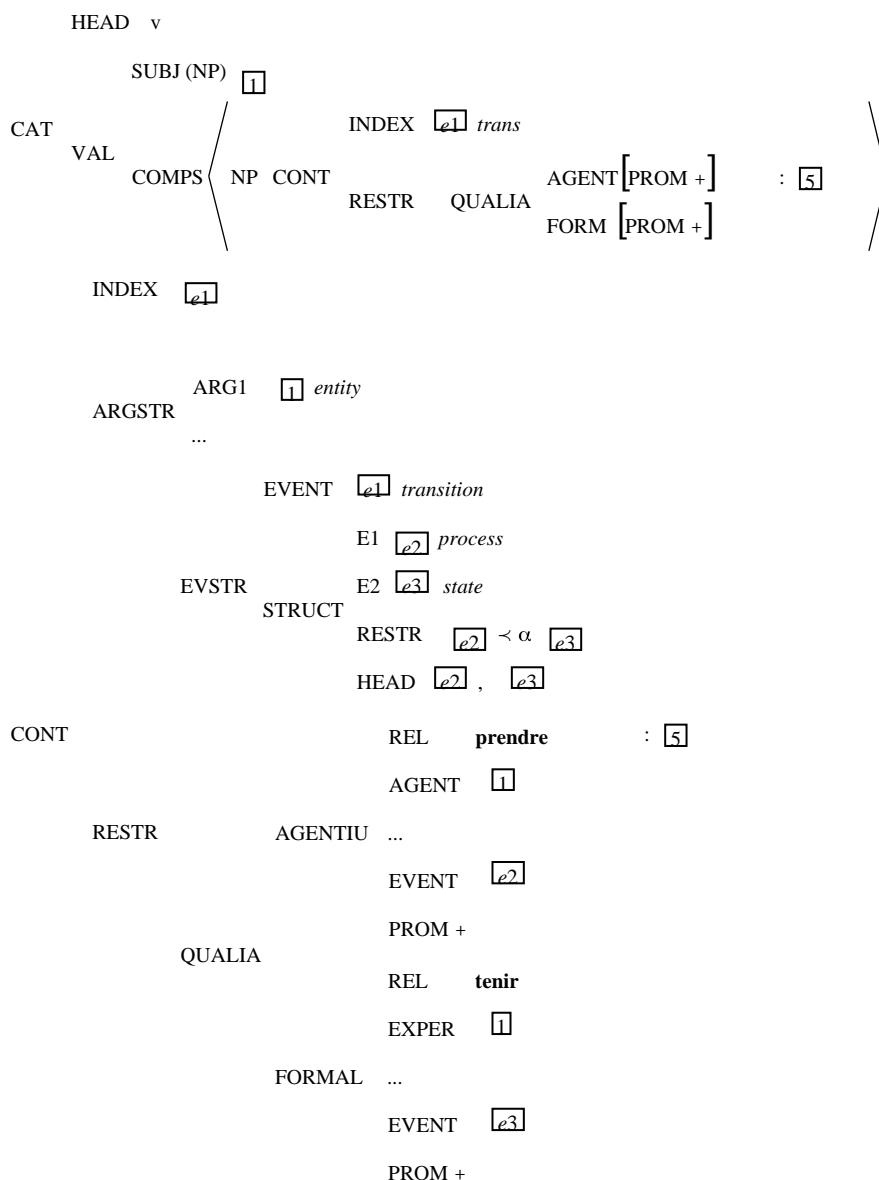 HEAD v
SUBJ (NP) 1
CAT
INDEX e1 trans
VAL
COMPS NP CONT
AGENT [PROM +] : 5
RESTR QUALIA
FORM [PROM +]
INDEX e1
ARG1 1 entity
ARGSTR
...
EVENT e1 transition
E1 e2 process
EVSTR
E2 e3 state
STRUCT
RESTR e2 ≺ α e3
HEAD e2 , e3
CONT
REL prendre : 5
AGENT 1
RESTR
AGENTIU ...
EVENT e2
PROM +
QUALIA
REL tenir
EXPER 1
FORMAL ...
EVENT e3
PROM +